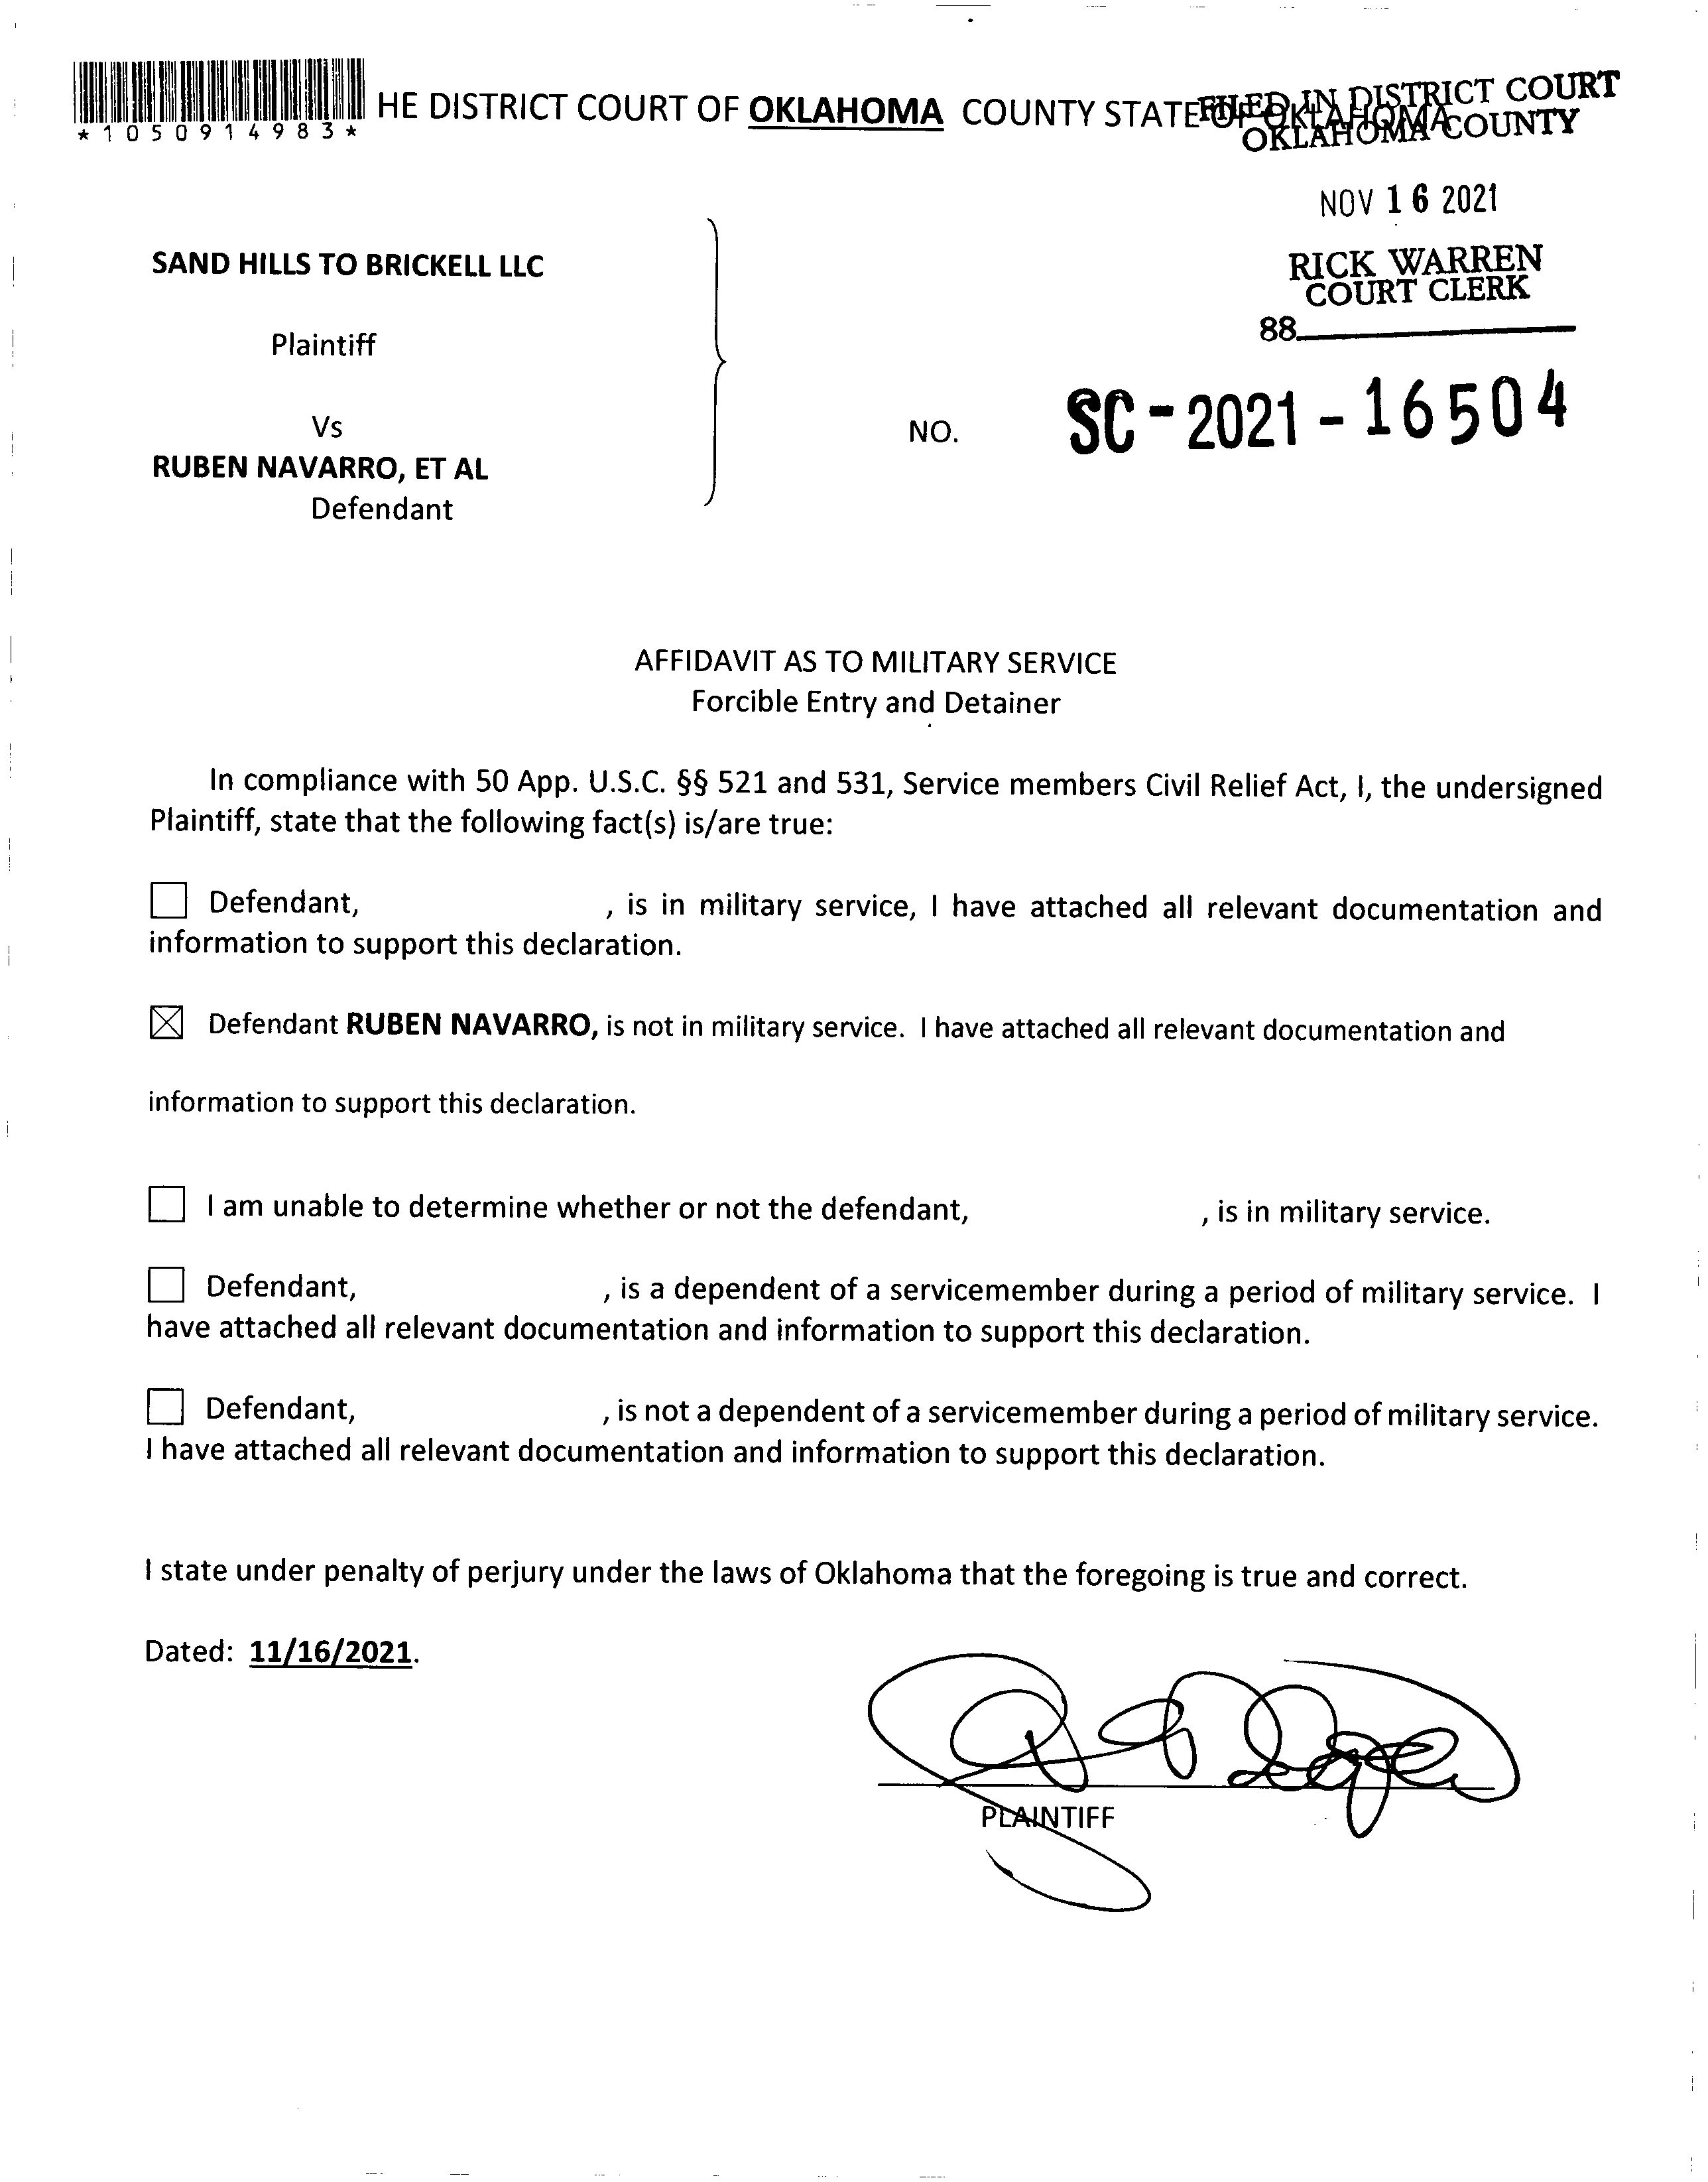 HE DISTRICT COURT OF OKLAHOMA COUNTY STATE OF OKLAHOMA
*1050914983*
FILED IN DISTRICT COURT
OKLAHOMA COUNTY
NOV 16 2021
RICK WARREN
COURT CLERK
88
SAND HILLS TO BRICKELL LLC
Plaintiff
Vs
NO. SC-2021-16504
RUBEN NAVARRO, ET AL
Defendant
AFFIDAVIT AS TO MILITARY SERVICE
Forcible Entry and Detainer
In compliance with 50 App. U.S.C. §§ 521 and 531, Service members Civil Relief Act, I, the undersigned
Plaintiff, state that the following fact(s) is/are true:
Defendant, , is in military service, I have attached all relevant documentation and
information to support this declaration.
Defendant RUBEN NAVARRO, is not in military service. I have attached all relevant documentation and
information to support this declaration.
I am unable to determine whether or not the defendant, , is in military service.
Defendant, , is a dependent of a servicemember during a period of military service. I
have attached all relevant documentation and information to support this declaration.
Defendant, , is not a dependent of a servicemember during a period of military service.
I have attached all relevant documentation and information to support this declaration.
I state under penalty of perjury under the laws of Oklahoma that the foregoing is true and correct.
Dated: 11/16/2021.
PLAINTIFF